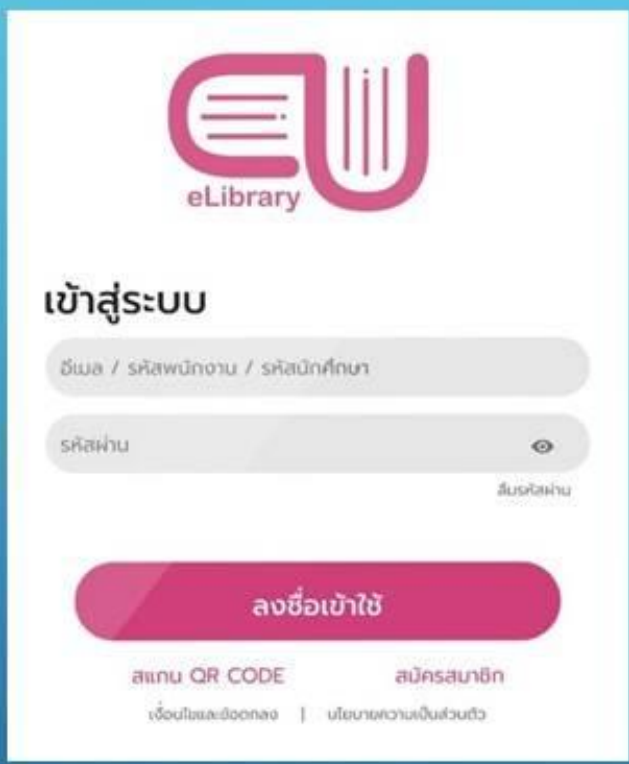 CU
eLibrary
เข้าสู่ระบบ
อีเมล / รหัสพนักงาน / รหัสนักศึกษา
รหัสผ่าน
ลืมรหัสผ่าน
ลงชื่อเข้าใช้
สแกน QR CODE สมัครสมาชิก
เงื่อนไขและข้อตกลง | นโยบายความเป็นส่วนตัว